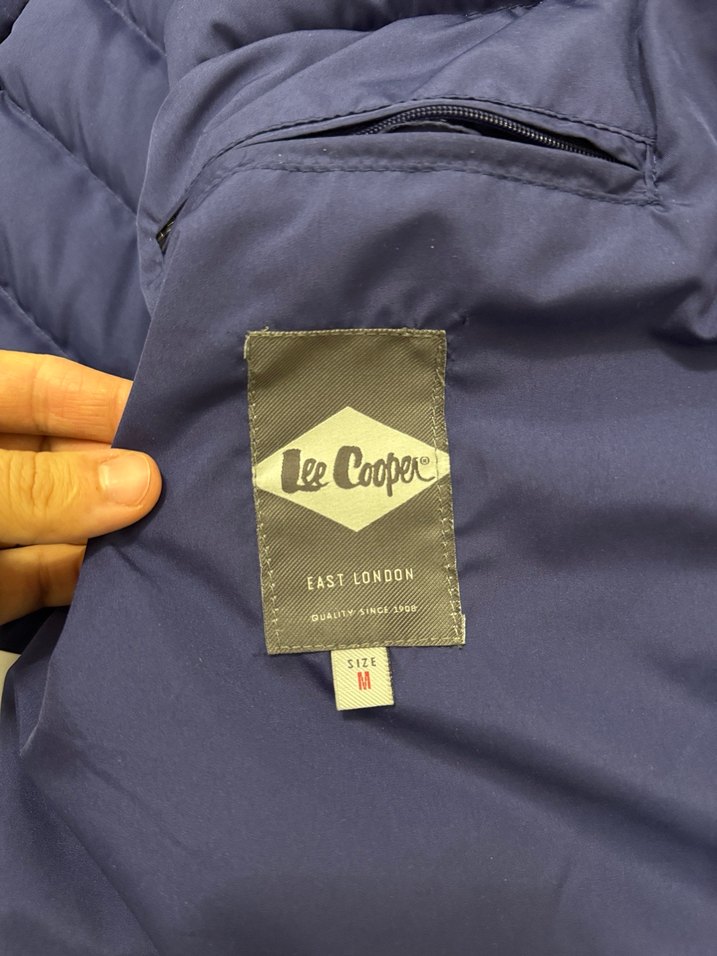 Lee Cooper®
EAST LONDON
QUALITY SINCE 1908
SIZE
M